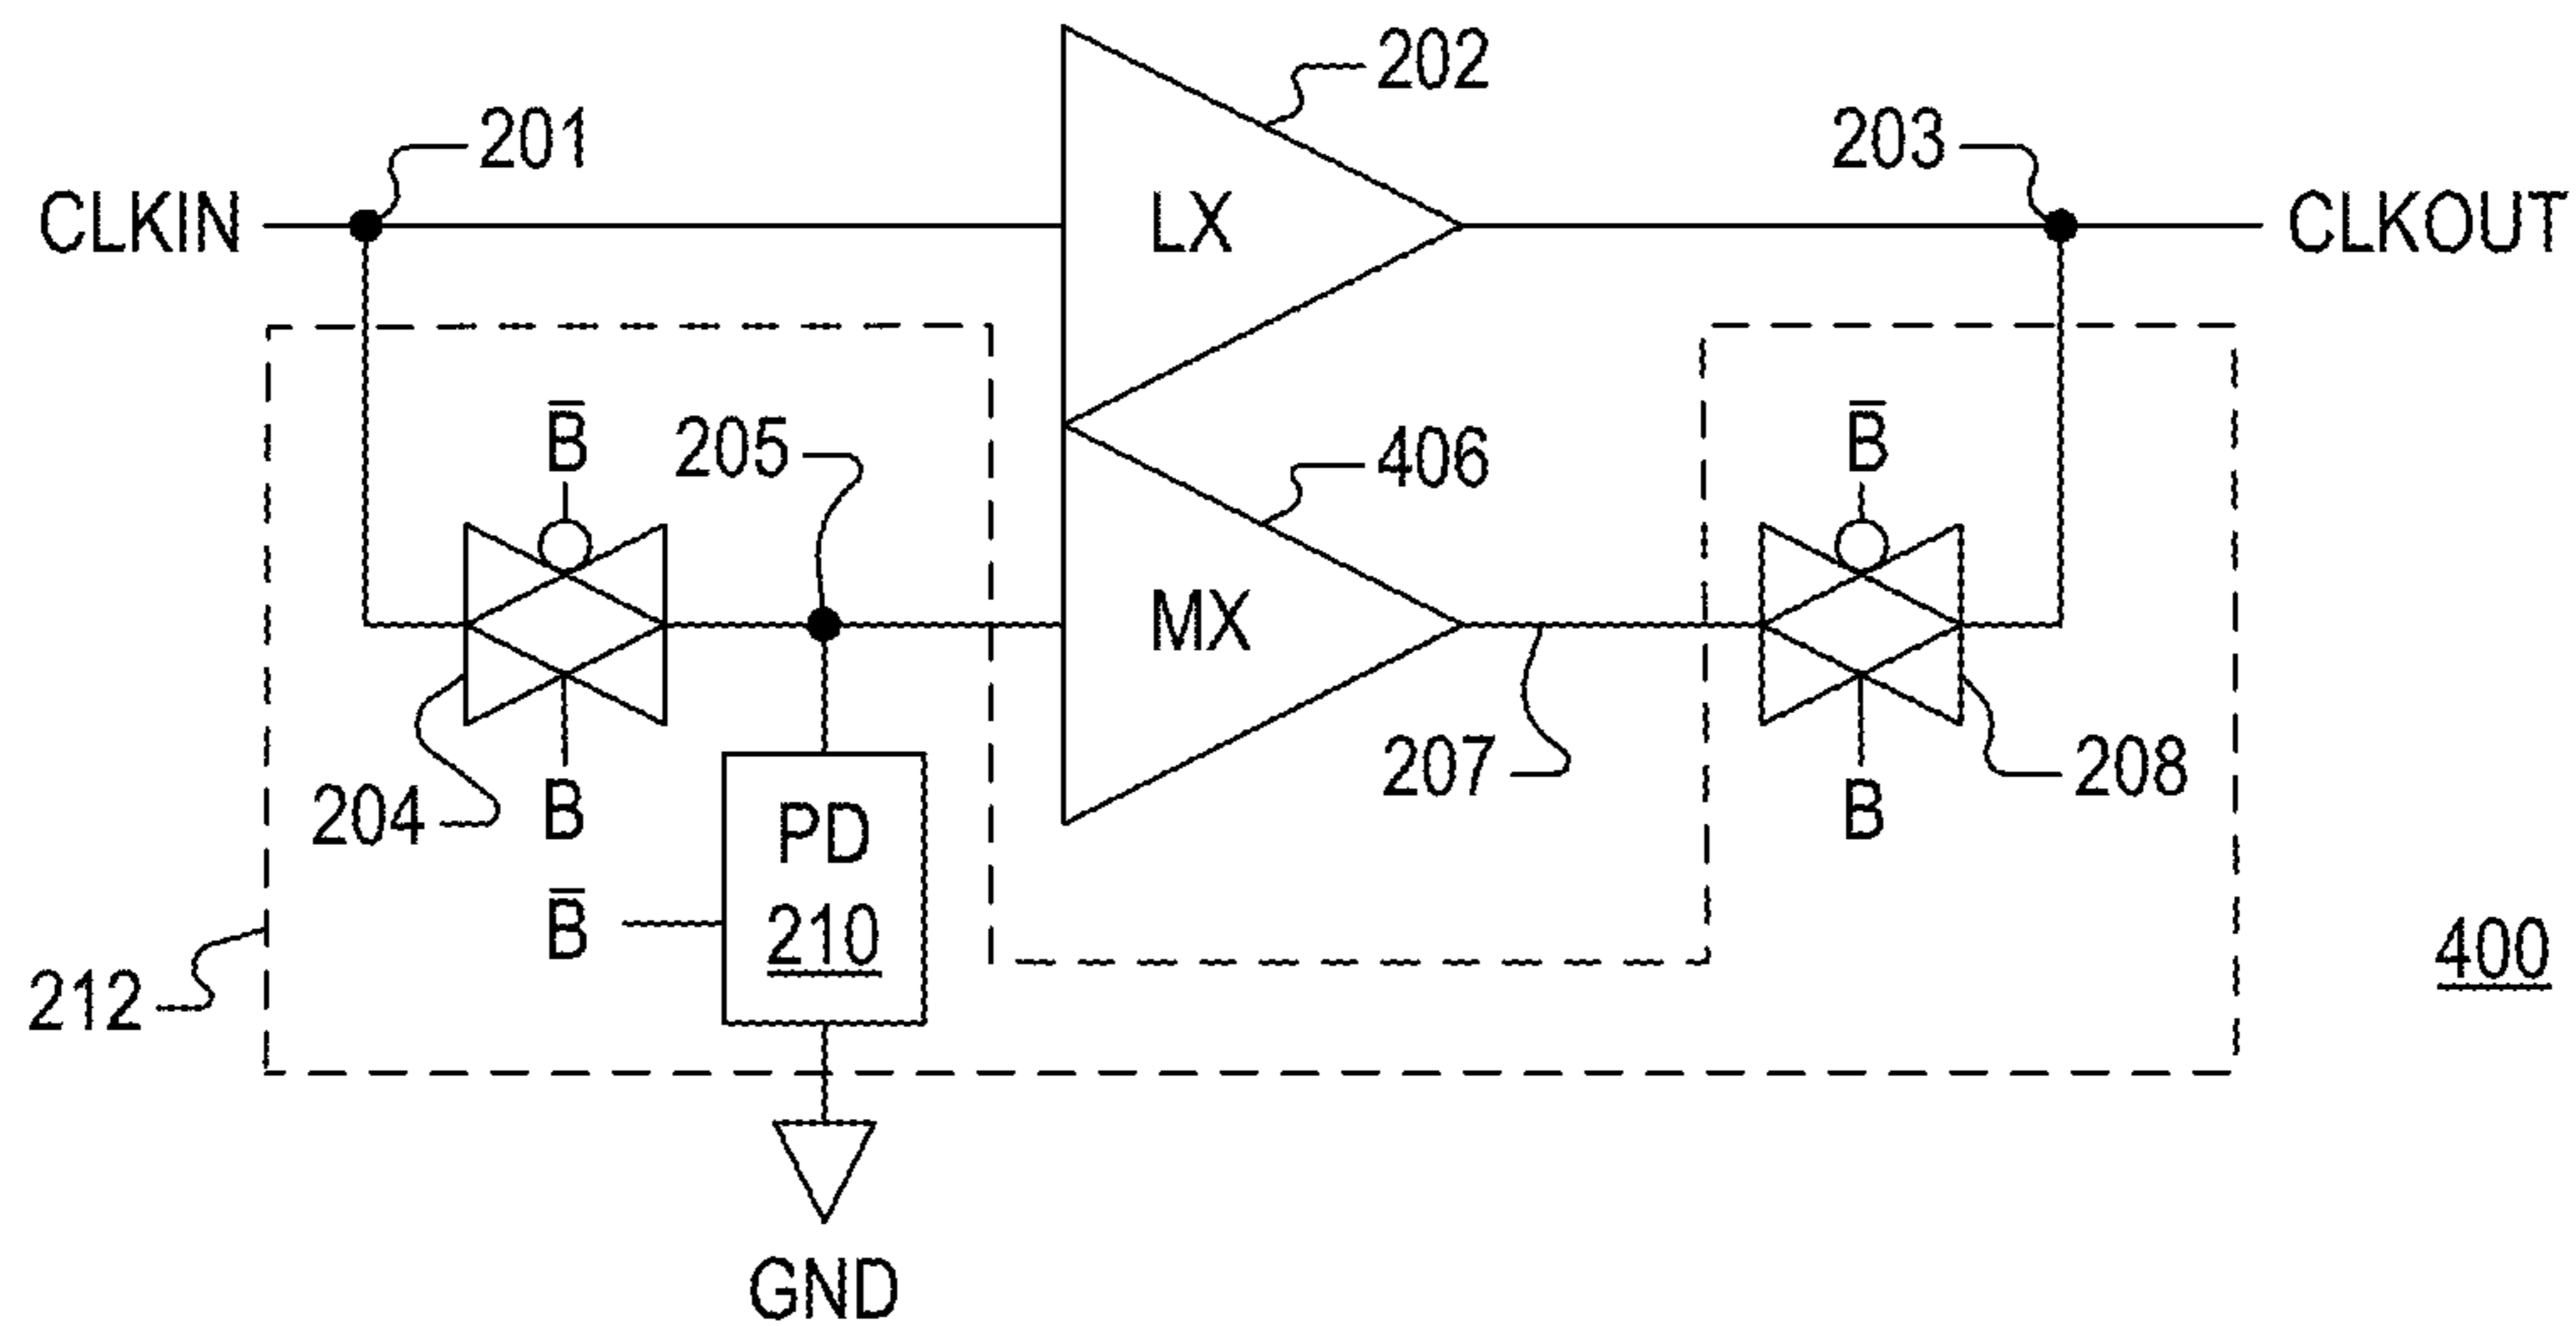 202
201
203
CLKIN
LX
CLKOUT
B̅
205
406
B̅
MX
204
B
PD
210
207
B
208
B̅
212
400
GND